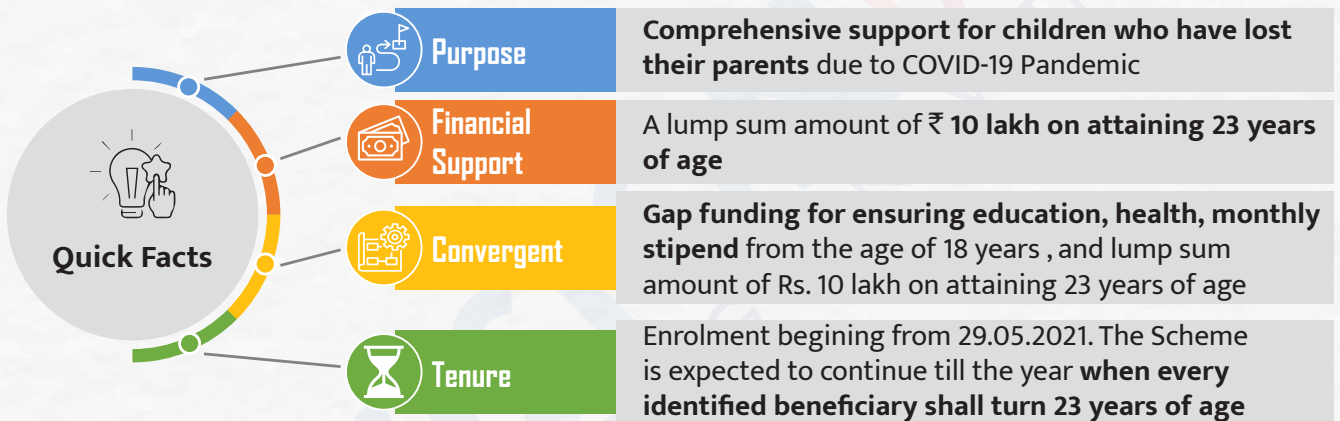 Quick Facts
Purpose
Comprehensive support for children who have lost
their parents due to COVID-19 Pandemic
Financial
Support
A lump sum amount of ₹ 10 lakh on attaining 23 years
of age
Convergent
Gap funding for ensuring education, health, monthly
stipend from the age of 18 years , and lump sum
amount of Rs. 10 lakh on attaining 23 years of age
Tenure
Enrolment begining from 29.05.2021. The Scheme
is expected to continue till the year when every
identified beneficiary shall turn 23 years of age